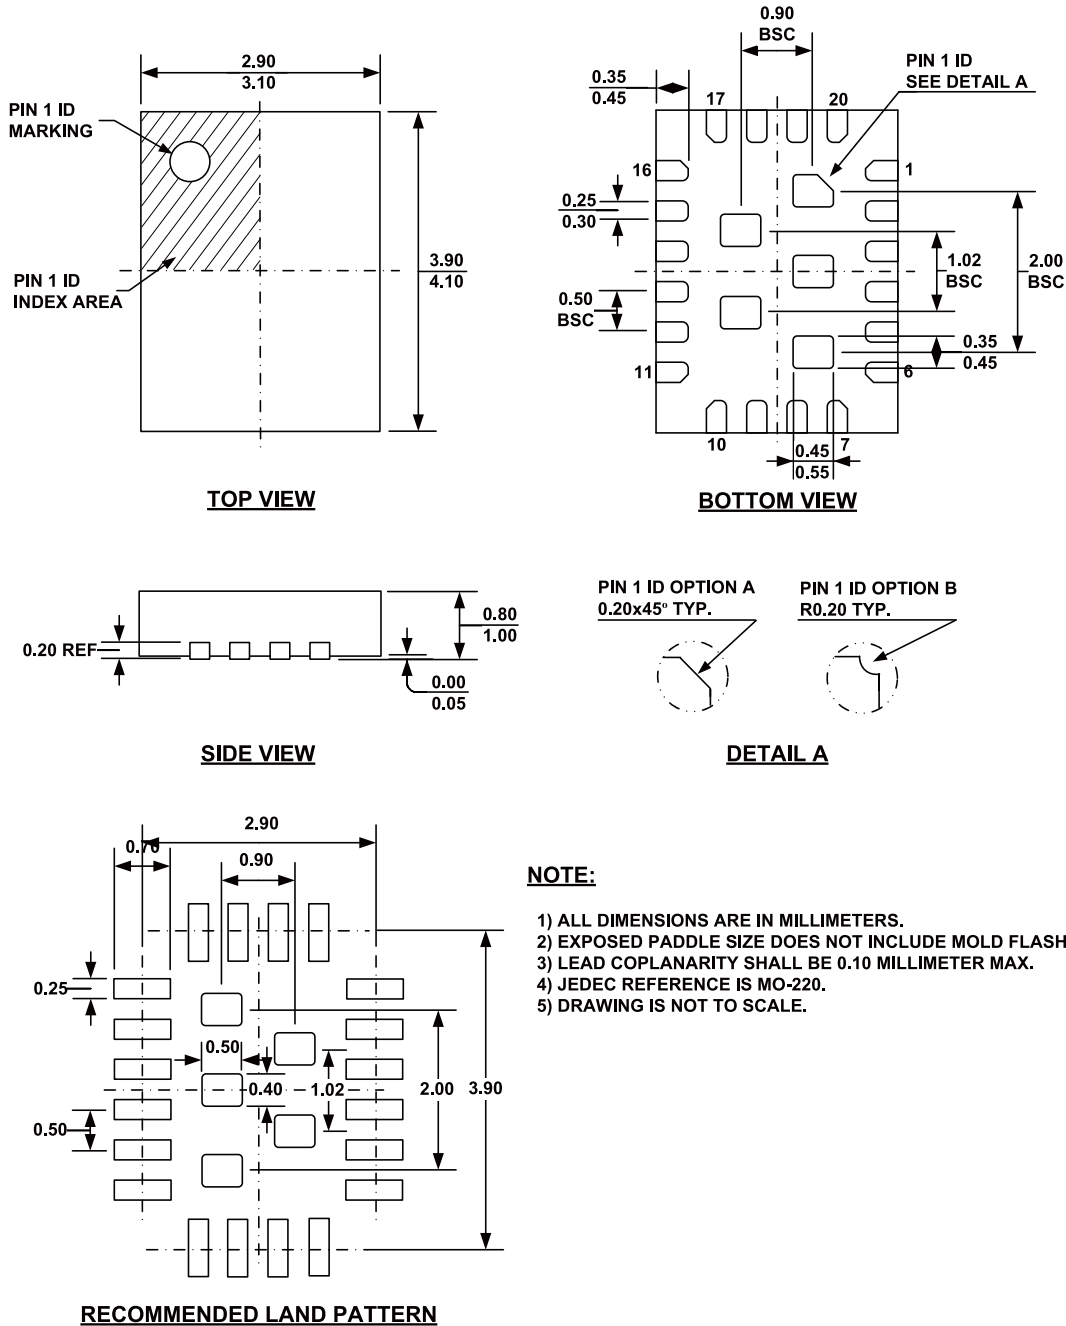 2.90
3.10
PIN 1 ID
MARKING
PIN 1 ID
INDEX AREA
3.90
4.10
TOP VIEW
0.90
BSC
PIN 1 ID
SEE DETAIL A
0.35
0.45
17
20
16
1
0.25
0.30
1.02
BSC
2.00
BSC
0.50
BSC
0.35
0.45
11
6
10
7
0.45
0.55
BOTTOM VIEW
0.20 REF
0.80
1.00
0.00
0.05
SIDE VIEW
PIN 1 ID OPTION A
0.20x45° TYP.
PIN 1 ID OPTION B
R0.20 TYP.
DETAIL A
2.90
0.70
0.90
0.25
0.50
0.40
1.02
2.00
3.90
0.50
RECOMMENDED LAND PATTERN
NOTE:
1) ALL DIMENSIONS ARE IN MILLIMETERS.
2) EXPOSED PADDLE SIZE DOES NOT INCLUDE MOLD FLASH
3) LEAD COPLANARITY SHALL BE 0.10 MILLIMETER MAX.
4) JEDEC REFERENCE IS MO-220.
5) DRAWING IS NOT TO SCALE.